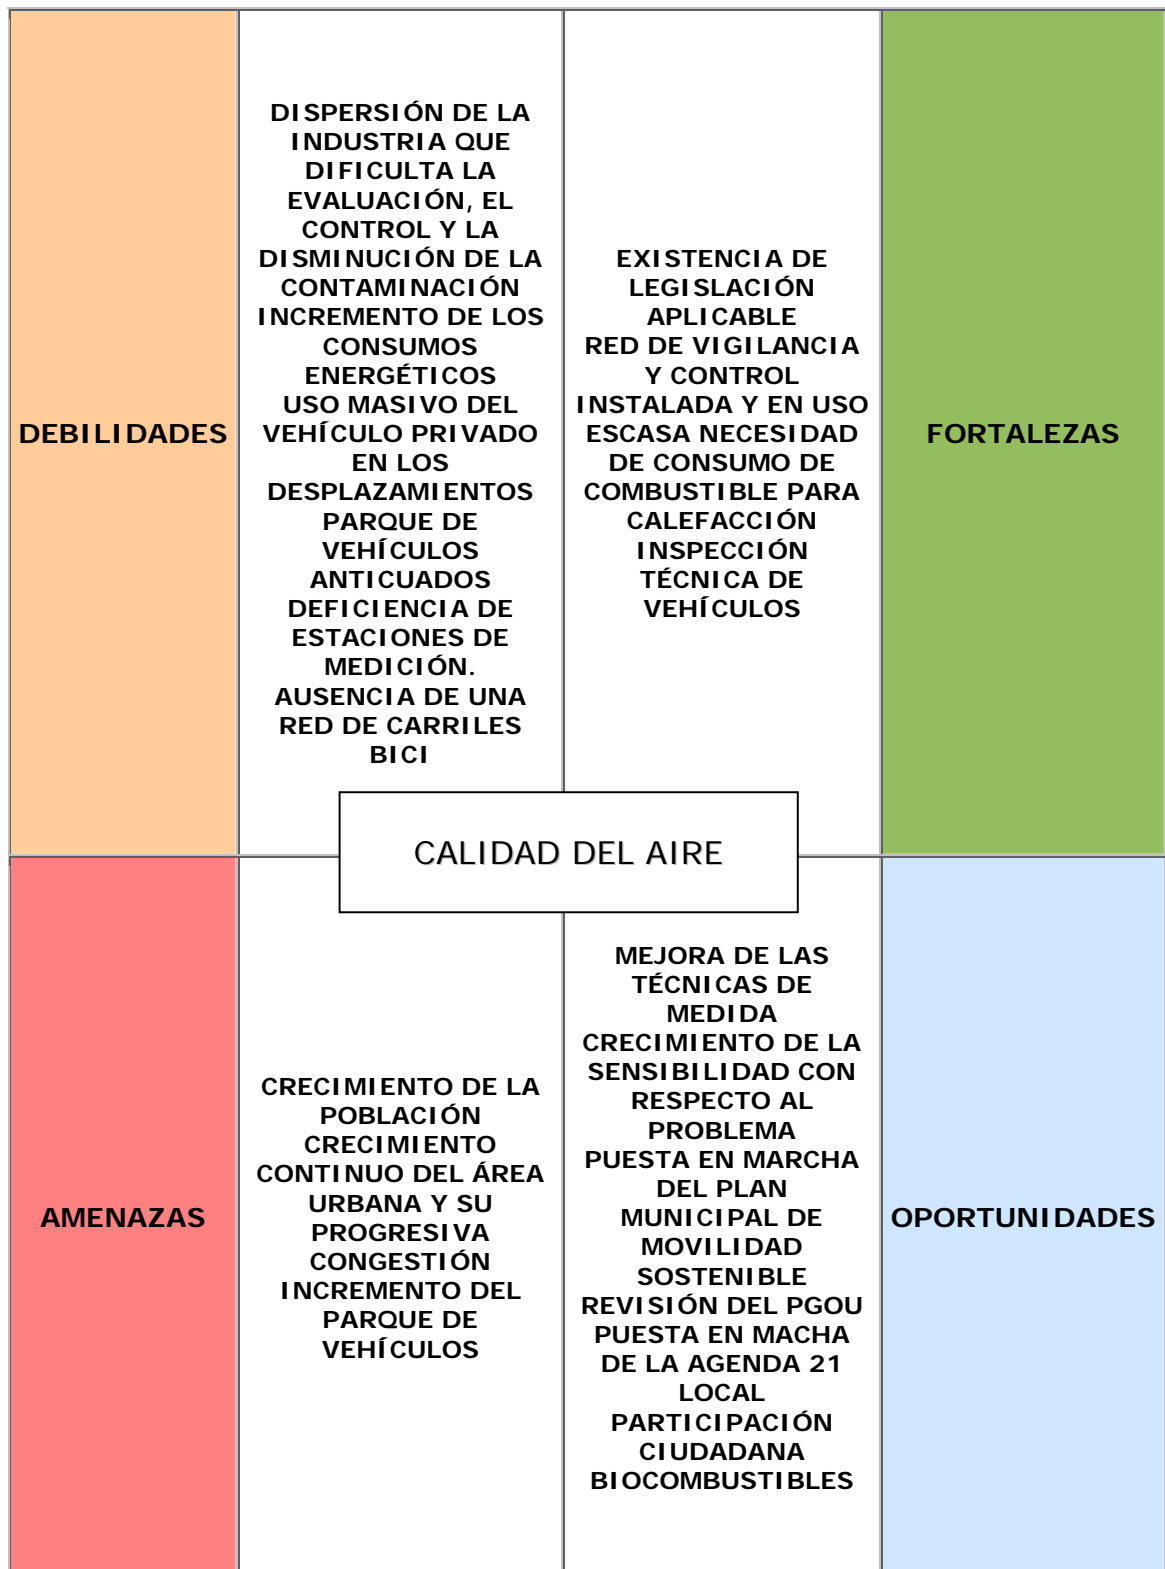 DEBILIDADES
DISPERSIÓN DE LA
INDUSTRIA QUE
DIFICULTA LA
EVALUACIÓN, EL
CONTROL Y LA
DISMINUCIÓN DE LA
CONTAMINACIÓN
INCREMENTO DE LOS
CONSUMOS
ENERGÉTICOS
USO MASIVO DEL
VEHÍCULO PRIVADO
EN LOS
DESPLAZAMIENTOS
PARQUE DE
VEHÍCULOS
ANTICUADOS
DEFICIENCIA DE
ESTACIONES DE
MEDICIÓN.
AUSENCIA DE UNA
RED DE CARRILES
BICI
EXISTENCIA DE
LEGISLACIÓN
APLICABLE
RED DE VIGILANCIA
Y CONTROL
INSTALADA Y EN USO
ESCASA NECESIDAD
DE CONSUMO DE
COMBUSTIBLE PARA
CALEFACCIÓN
INSPECCIÓN
TÉCNICA DE
VEHÍCULOS
FORTALEZAS
CALIDAD DEL AIRE
AMENAZAS
CRECIMIENTO DE LA
POBLACIÓN
CRECIMIENTO
CONTINUO DEL ÁREA
URBANA Y SU
PROGRESIVA
CONGESTIÓN
INCREMENTO DEL
PARQUE DE
VEHÍCULOS
MEJORA DE LAS
TÉCNICAS DE
MEDIDA
CRECIMIENTO DE LA
SENSIBILIDAD CON
RESPECTO AL
PROBLEMA
PUESTA EN MARCHA
DEL PLAN
MUNICIPAL DE
MOVILIDAD
SOSTENIBLE
REVISIÓN DEL PGOU
PUESTA EN MACHA
DE LA AGENDA 21
LOCAL
PARTICIPACIÓN
CIUDADANA
BIOCOMBUSTIBLES
OPORTUNIDADES